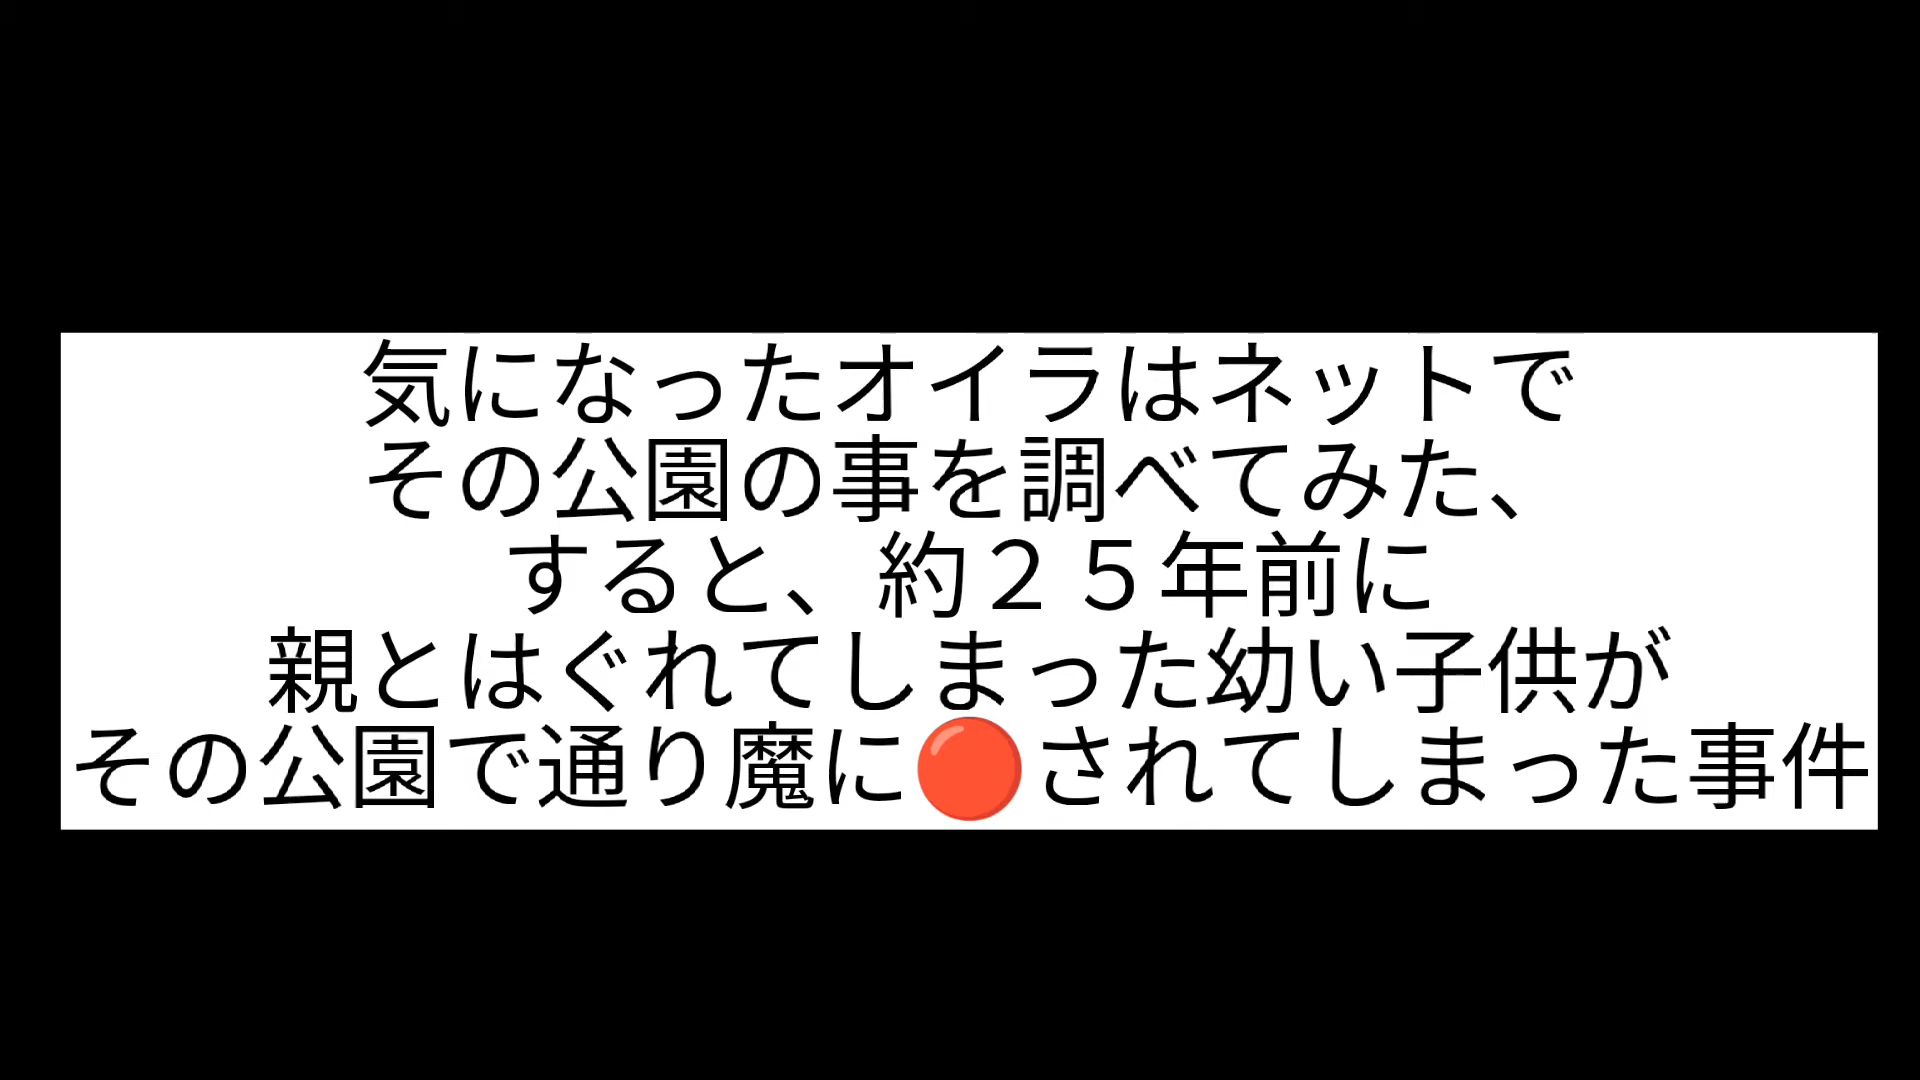 気になったオイラはネットで
その公園の事を調べてみた、
すると、約２５年前に
親とはぐれてしまった幼い子供が
その公園で通り魔に🔴されてしまった事件